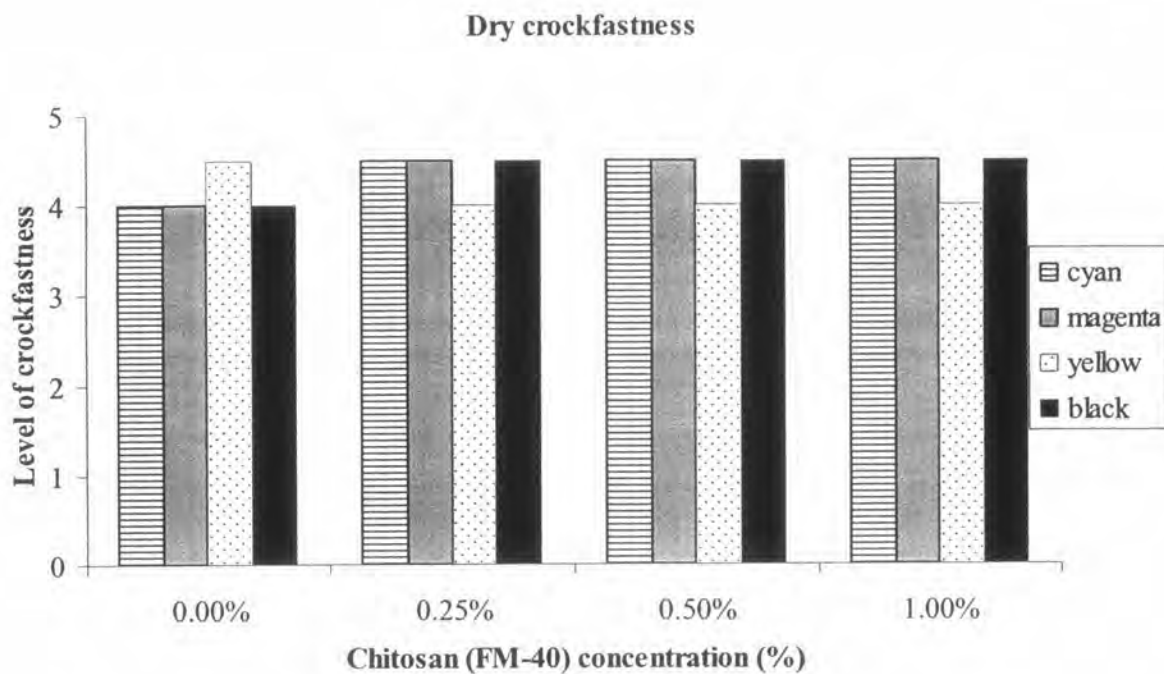 Dry crockfastness
Level of crockfastness
5
4
3
2
1
0
0.00%
0.25%
0.50%
1.00%
Chitosan (FM-40) concentration (%)
cyan
magenta
yellow
black